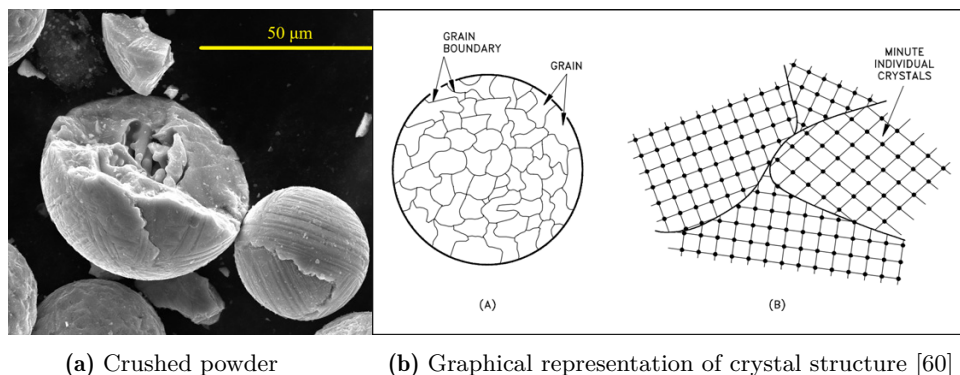 50 μm
GRAIN
BOUNDARY
GRAIN
(A)
MINUTE
INDIVIDUAL
CRYSTALS
(B)
(a) Crushed powder
(b) Graphical representation of crystal structure [60]